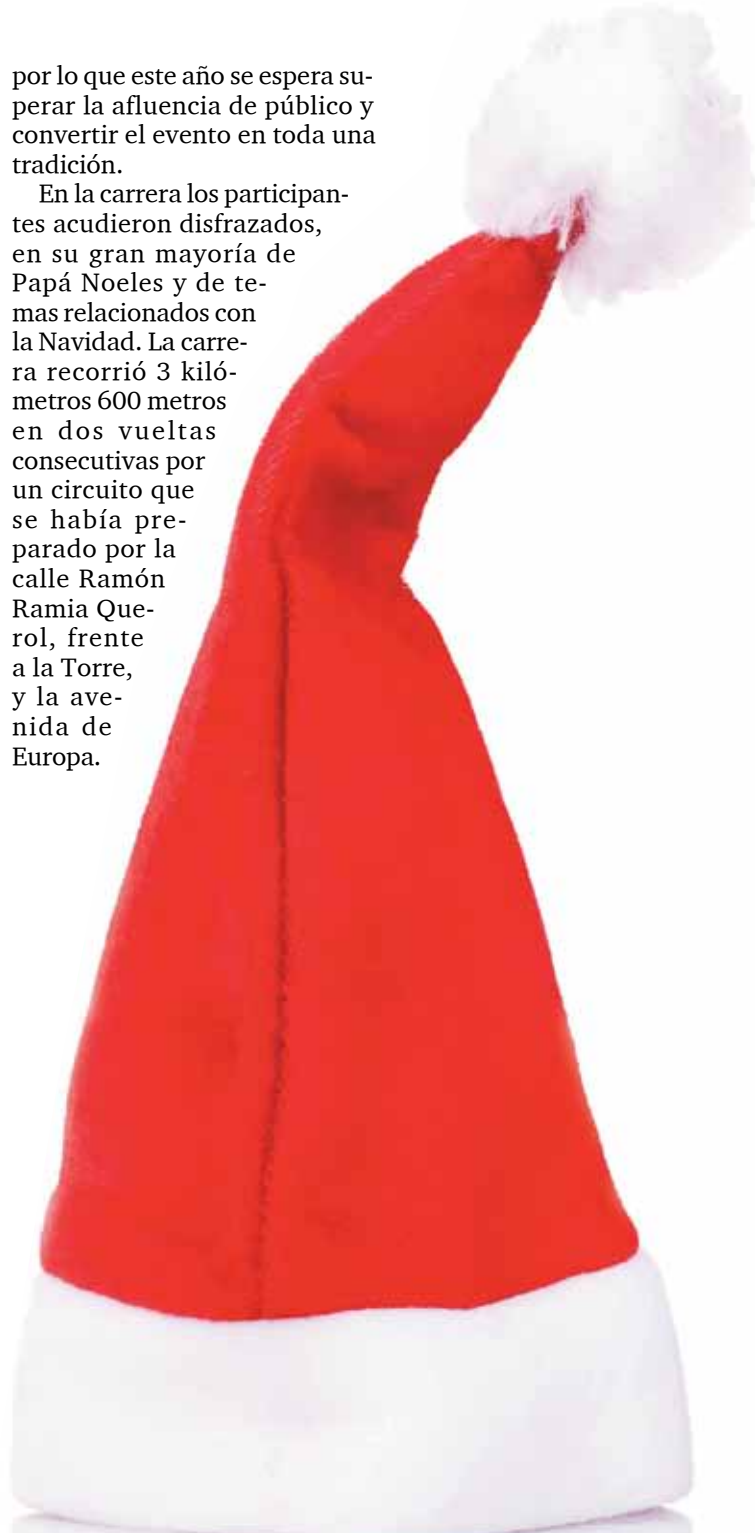 por lo que este año se espera su-
perar la afluencia de público y
convertir el evento en toda una
tradición.
En la carrera los participan-
tes acudieron disfrazados,
en su gran mayoría de
Papá Noeles y de te-
mas relacionados con
la Navidad. La carre-
ra recorrió 3 kiló-
metros 600 metros
en dos vueltas
consecutivas por
un circuito que
se había pre-
parado por la
calle Ramón
Ramia Que-
rol, frente
a la Torre,
y la ave-
nida de
Europa.